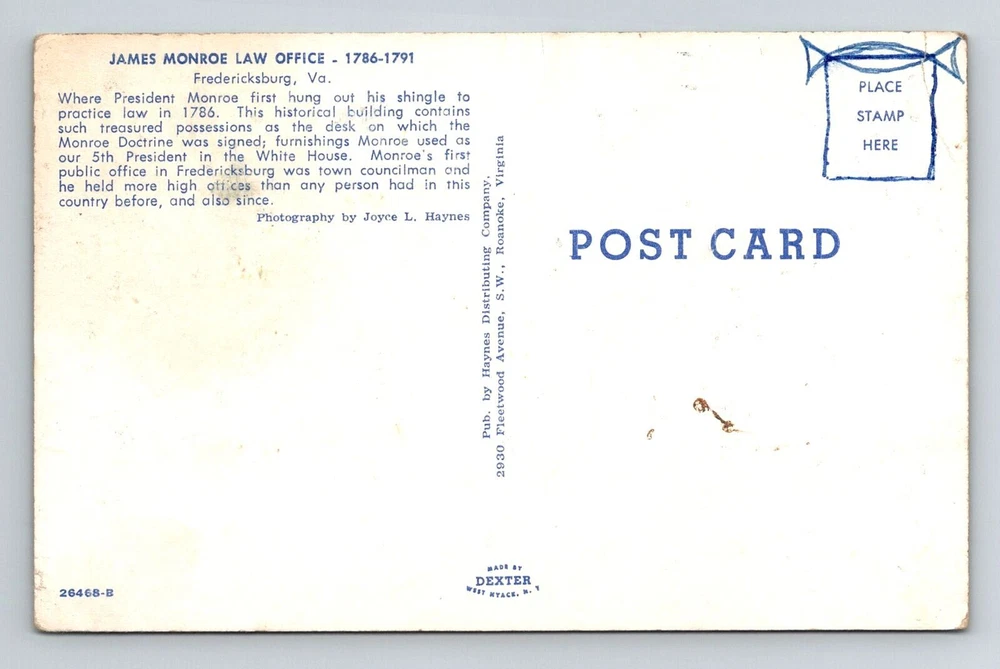 JAMES MONROE LAW OFFICE - 1786-1791
Fredericksburg, Va.
Where President Monroe first hung out his shingle to
practice law in 1786. This historical building contains
such treasured possessions as the desk on which the
Monroe Doctrine was signed; furnishings Monroe used as
our 5th President in the White House. Monroe's first
public office in Fredericksburg was town councilman and
he held more high offices than any person had in this
country before, and also since.
Photography by Joyce L. Haynes
26468-B
Pub. by Haynes Distributing Company,
2930 Fleetwood Avenue, S.W., Roanoke, Virginia
MADE BY
DEXTER
WEST NYACK, N. Y
PLACE
STAMP
HERE
POST CARD